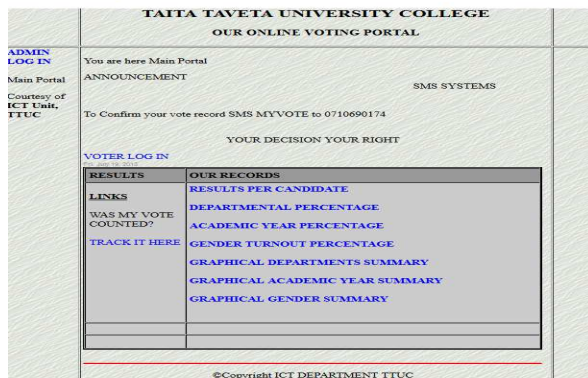 TAITA TAVETA UNIVERSITY COLLEGE
OUR ONLINE VOTING PORTAL
ADMIN
LOG IN
Main Portal
Courtesy of
ICT Unit,
TTUC
You are here Main Portal
ANNOUNCEMENT
SMS SYSTEMS
To Confirm your vote record SMS MYVOTE to 0710690174
YOUR DECISION YOUR RIGHT
VOTER LOG IN
RESULTS
LINKS
WAS MY VOTE
COUNTED?
TRACK IT HERE
OUR RECORDS
RESULTS PER CANDIDATE
DEPARTMENTAL PERCENTAGE
ACADEMIC YEAR PERCENTAGE
GENDER TURNOUT PERCENTAGE
GRAPHICAL DEPARTMENTS SUMMARY
GRAPHICAL ACADEMIC YEAR SUMMARY
GRAPHICAL GENDER SUMMARY
©Copyright ICT DEPARTMENT TTUC